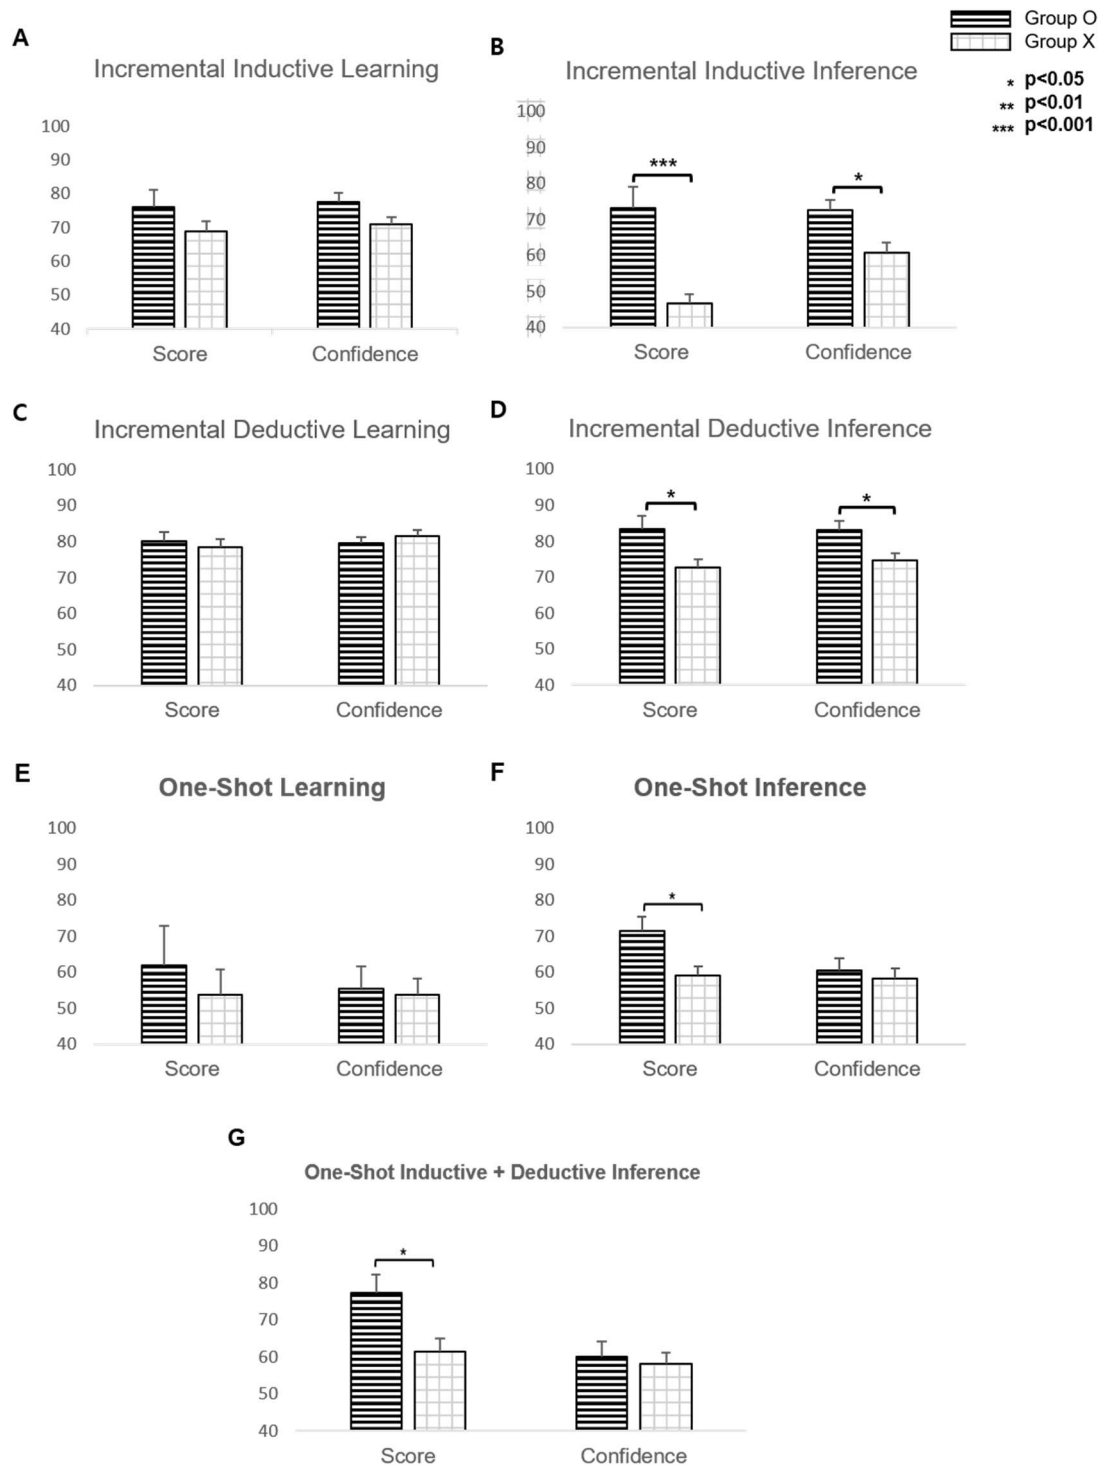 Group O
Group X
* p<0.05
** p<0.01
*** p<0.001
A
Incremental Inductive Learning
100
90
80
70
60
50
40
Score Confidence
B
Incremental Inductive Inference
100
90
80
70
60
50
40
***
*
Score Confidence
C
Incremental Deductive Learning
100
90
80
70
60
50
40
Score Confidence
D
Incremental Deductive Inference
100
90
80
70
60
50
40
* *
Score Confidence
E
One-Shot Learning
100
90
80
70
60
50
40
Score Confidence
F
One-Shot Inference
100
90
80
70
60
50
40
*
Score Confidence
G
One-Shot Inductive + Deductive Inference
100
90
80
70
60
50
40
*
Score Confidence